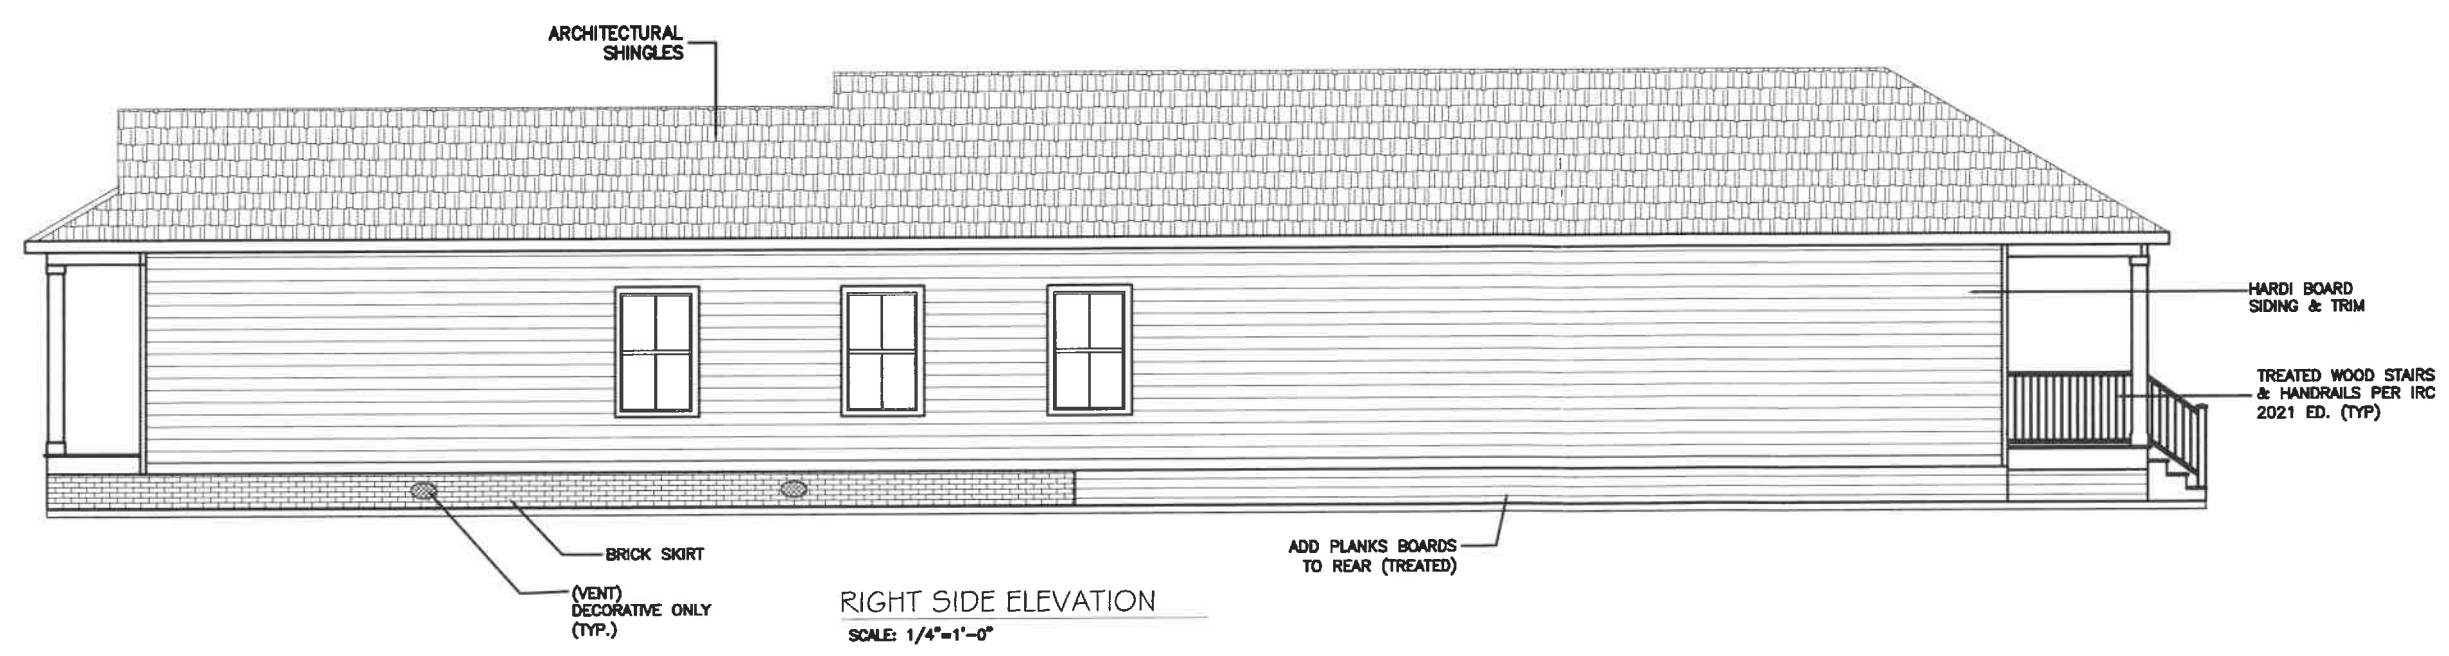 ARCHITECTURAL
SHINGLES
HARDI BOARD
SIDING & TRIM
TREATED WOOD STAIRS
& HANDRAILS PER IRC
2021 ED. (TYP)
BRICK SKIRT
(VENT)
DECORATIVE ONLY
(TYP.)
ADD PLANKS BOARDS
TO REAR (TREATED)
RIGHT SIDE ELEVATION
SCALE: 1/4"=1'-0"